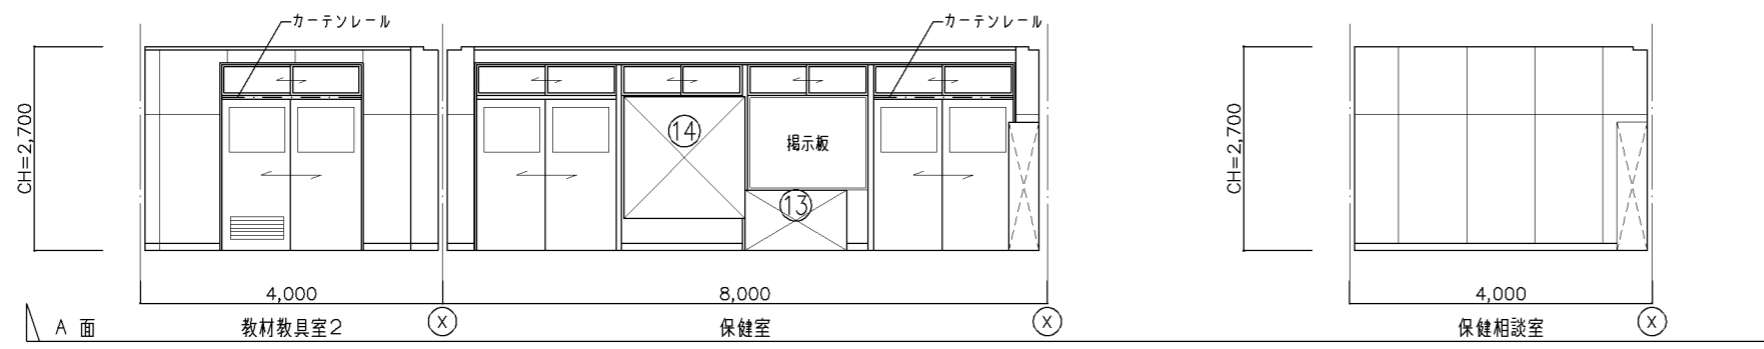 カーテンレール
カーテンレール
CH=2,700
14
掲示板
13
CH=2,700
4,000
8,000
4,000
A 面
教材教具室2
X
保健室
X
保健相談室
X